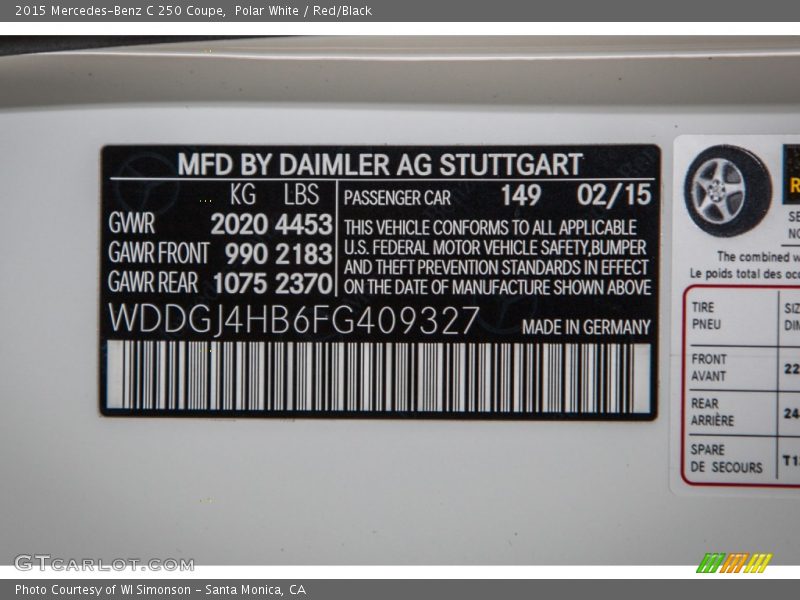 2015 Mercedes-Benz C 250 Coupe, Polar White / Red/Black
MFD BY DAIMLER AG STUTTGART
KG LBS
GVWR 2020 4453
GAWR FRONT 990 2183
GAWR REAR 1075 2370
PASSENGER CAR 149 02/15
THIS VEHICLE CONFORMS TO ALL APPLICABLE
U.S. FEDERAL MOTOR VEHICLE SAFETY,BUMPER
AND THEFT PREVENTION STANDARDS IN EFFECT
ON THE DATE OF MANUFACTURE SHOWN ABOVE
WDDGJ4HB6FG409327
MADE IN GERMANY
The combined
Le poids total des
TIRE
PNEU
FRONT 22
AVANT
REAR 24
ARRIÈRE
SPARE
DE SECOURS
GTCARLOT.COM
Photo Courtesy of WI Simonson - Santa Monica, CA